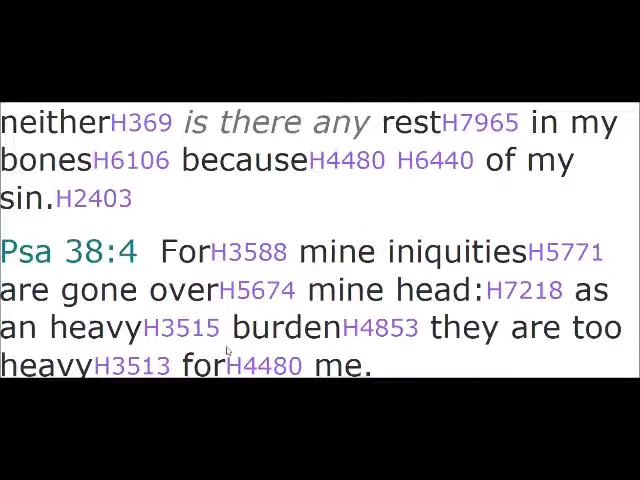 neitherH369 is there any restH7965 in my
bonesH6106 becauseH4480 H6440 of my
sin.H2403
Psa 38:4 ForH3588 mine iniquitiesH5771
are gone overH5674 mine head:H7218 as
an heavyH3515 burdenH4853 they are too
heavyH3513 forH4480 me.